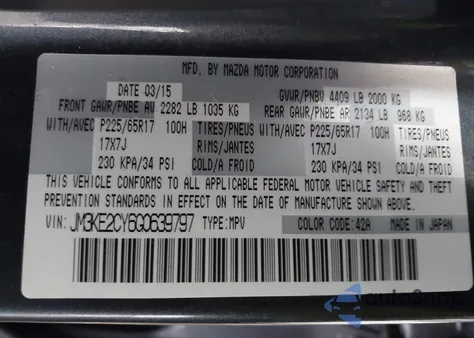 MFD. BY MAZDA MOTOR CORPORATION
DATE 03/15 GVWR/PNBV 4409 LB 2000 KG
FRONT GAWR/PNBE AV 2282 LB 1035 KG REAR GAWR/PNBE AR 2134 LB 968 KG
WITH/AVEC P225/65R17 100H TIRES/PNEUS WITH/AVEC P225/65R17 100H TIRES/PNEUS
17X7J RIMS/JANTES 17X7J RIMS/JANTES
230 KPA/34 PSI COLD/A FROID 230 KPA/34 PSI COLD/A FROID
THIS VEHICLE CONFORMS TO ALL APPLICABLE FEDERAL MOTOR VEHICLE THEFT
PREVENTION STANDARDS IN EFFECT ON THE DATE OF MANUFACTURE SHOWN ABOVE.
VIN: JM3KE2CY6G0639797 TYPE: MPV COLOR CODE: 42A MADE IN JAPAN
autoShop